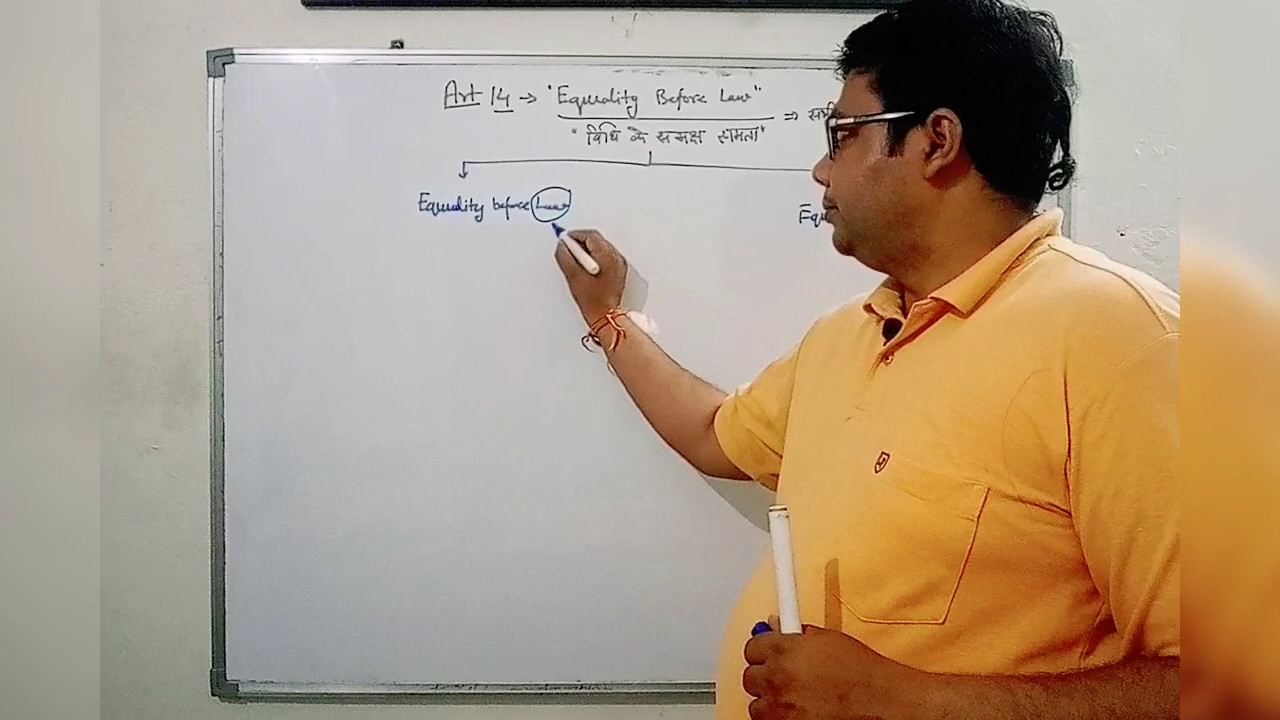 Art 14 → "Equality Before Law"
"विधि के समक्ष समता" ⇒
Equality before Law